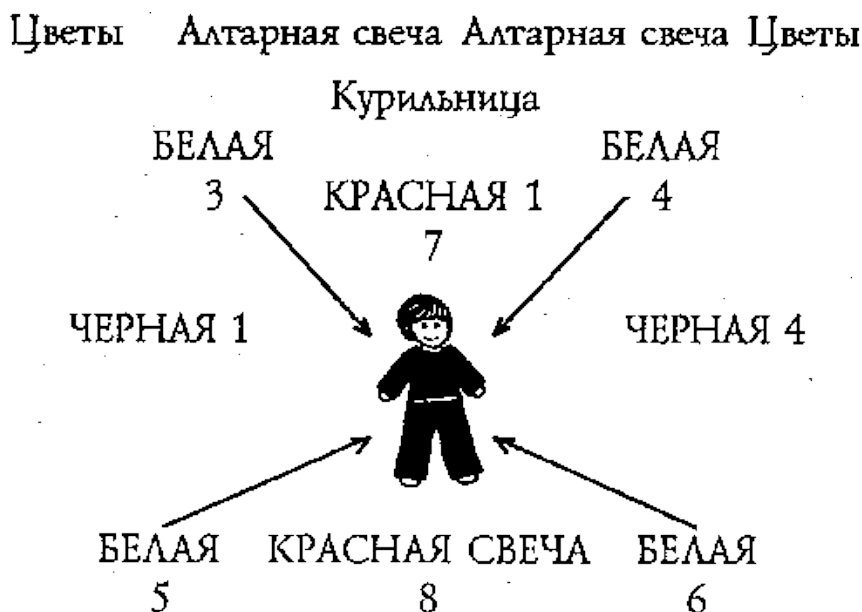 Цветы Алтарная свеча Алтарная свеча Цветы
Курильница
БЕЛАЯ БЕЛАЯ
3 КРАСНАЯ 1 4
7
ЧЕРНАЯ 1 ЧЕРНАЯ 4
БЕЛАЯ КРАСНАЯ СВЕЧА БЕЛАЯ
5 8 6